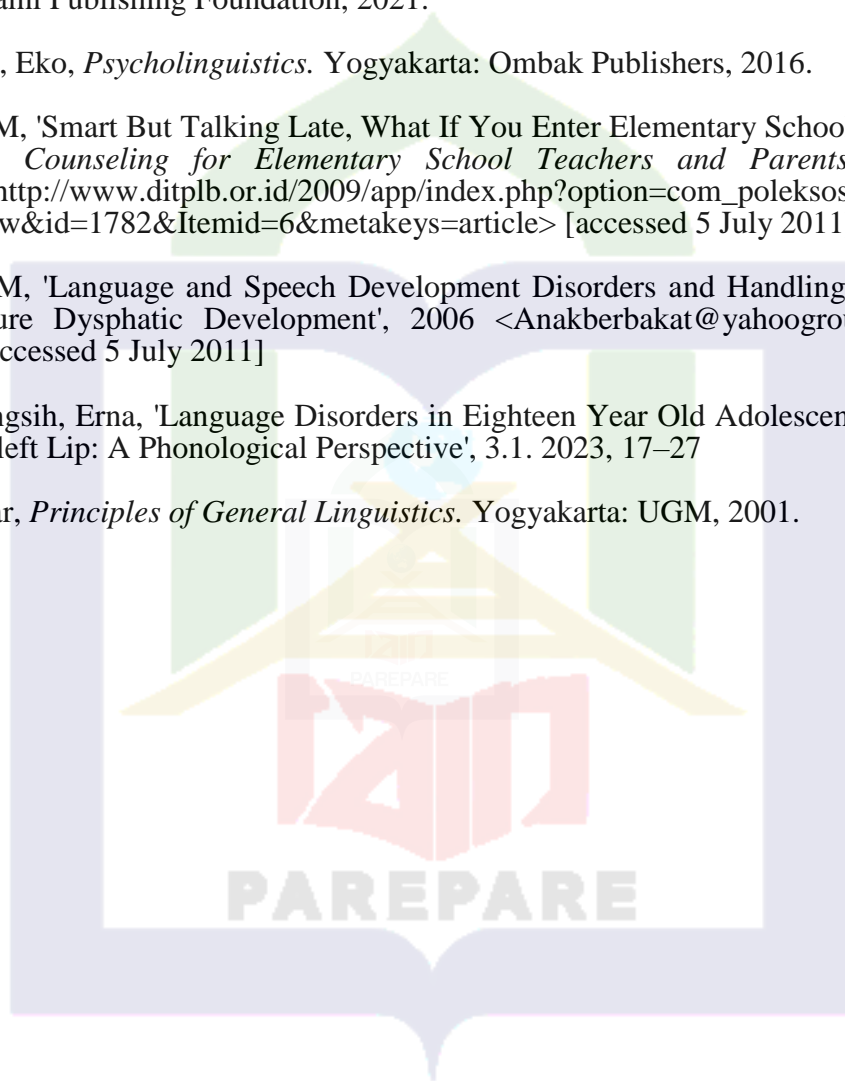 Publishing Foundation, 2021.
, Eko, Psycholinguistics. Yogyakarta: Ombak Publishers, 2016.
M, 'Smart But Talking Late, What If You Enter Elementary School
Counseling for Elementary School Teachers and Parents
http://www.ditplb.or.id/2009/app/index.php?option=com_poleksos
w&id=1782&Itemid=6&metakeys=article> [accessed 5 July 2011
M, 'Language and Speech Development Disorders and Handling
ure Dysphatic Development', 2006 <Anakberbakat@yahoogrou
ccessed 5 July 2011]
ngsih, Erna, 'Language Disorders in Eighteen Year Old Adolescen
left Lip: A Phonological Perspective', 3.1. 2023, 17–27
ar, Principles of General Linguistics. Yogyakarta: UGM, 2001.
iain
PAREPARE
iain
PAREPARE